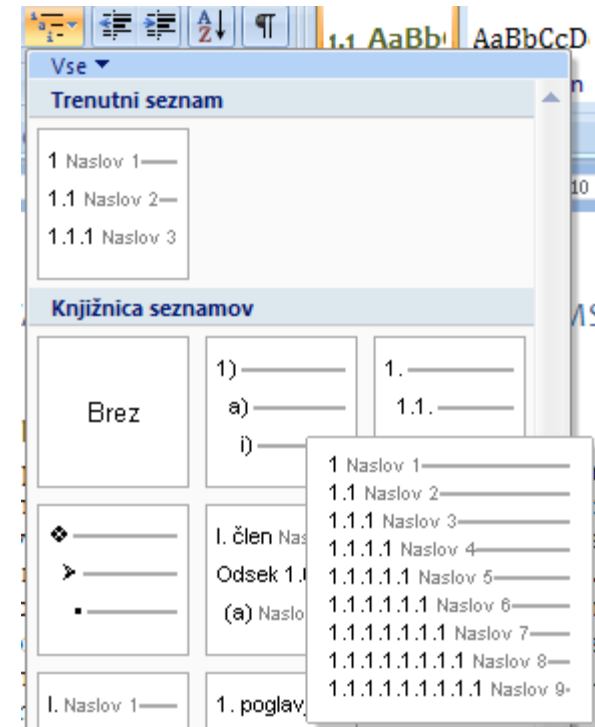 1.1 AaBb
AaBbCcD
Vse
Trenutni seznam
10
1 Naslov 1
1.1 Naslov 2
1.1.1 Naslov 3
Knjižnica seznamov
Brez
1)
a)
i)
1.
1.1.
I. člen Nas
Odsek 1.
(a) Naslo
I. Naslov 1
1. poglav
1 Naslov 1
1.1 Naslov 2
1.1.1 Naslov 3
1.1.1.1 Naslov 4
1.1.1.1.1 Naslov 5
1.1.1.1.1.1 Naslov 6
1.1.1.1.1.1.1 Naslov 7
1.1.1.1.1.1.1.1 Naslov 8
1.1.1.1.1.1.1.1.1 Naslov 9